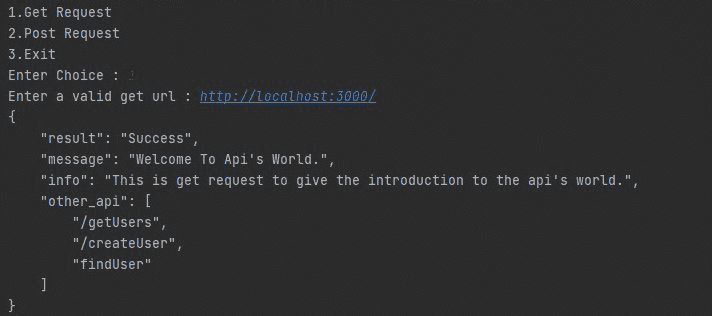 1.Get Request
2.Post Request
3.Exit
Enter Choice :
Enter a valid get url : http://localhost:3000/
{
    "result": "Success",
    "message": "Welcome To Api's World.",
    "info": "This is get request to give the introduction to the api's world.",
    "other_api": [
        "/getUsers",
        "/createUser",
        "findUser"
    ]
}